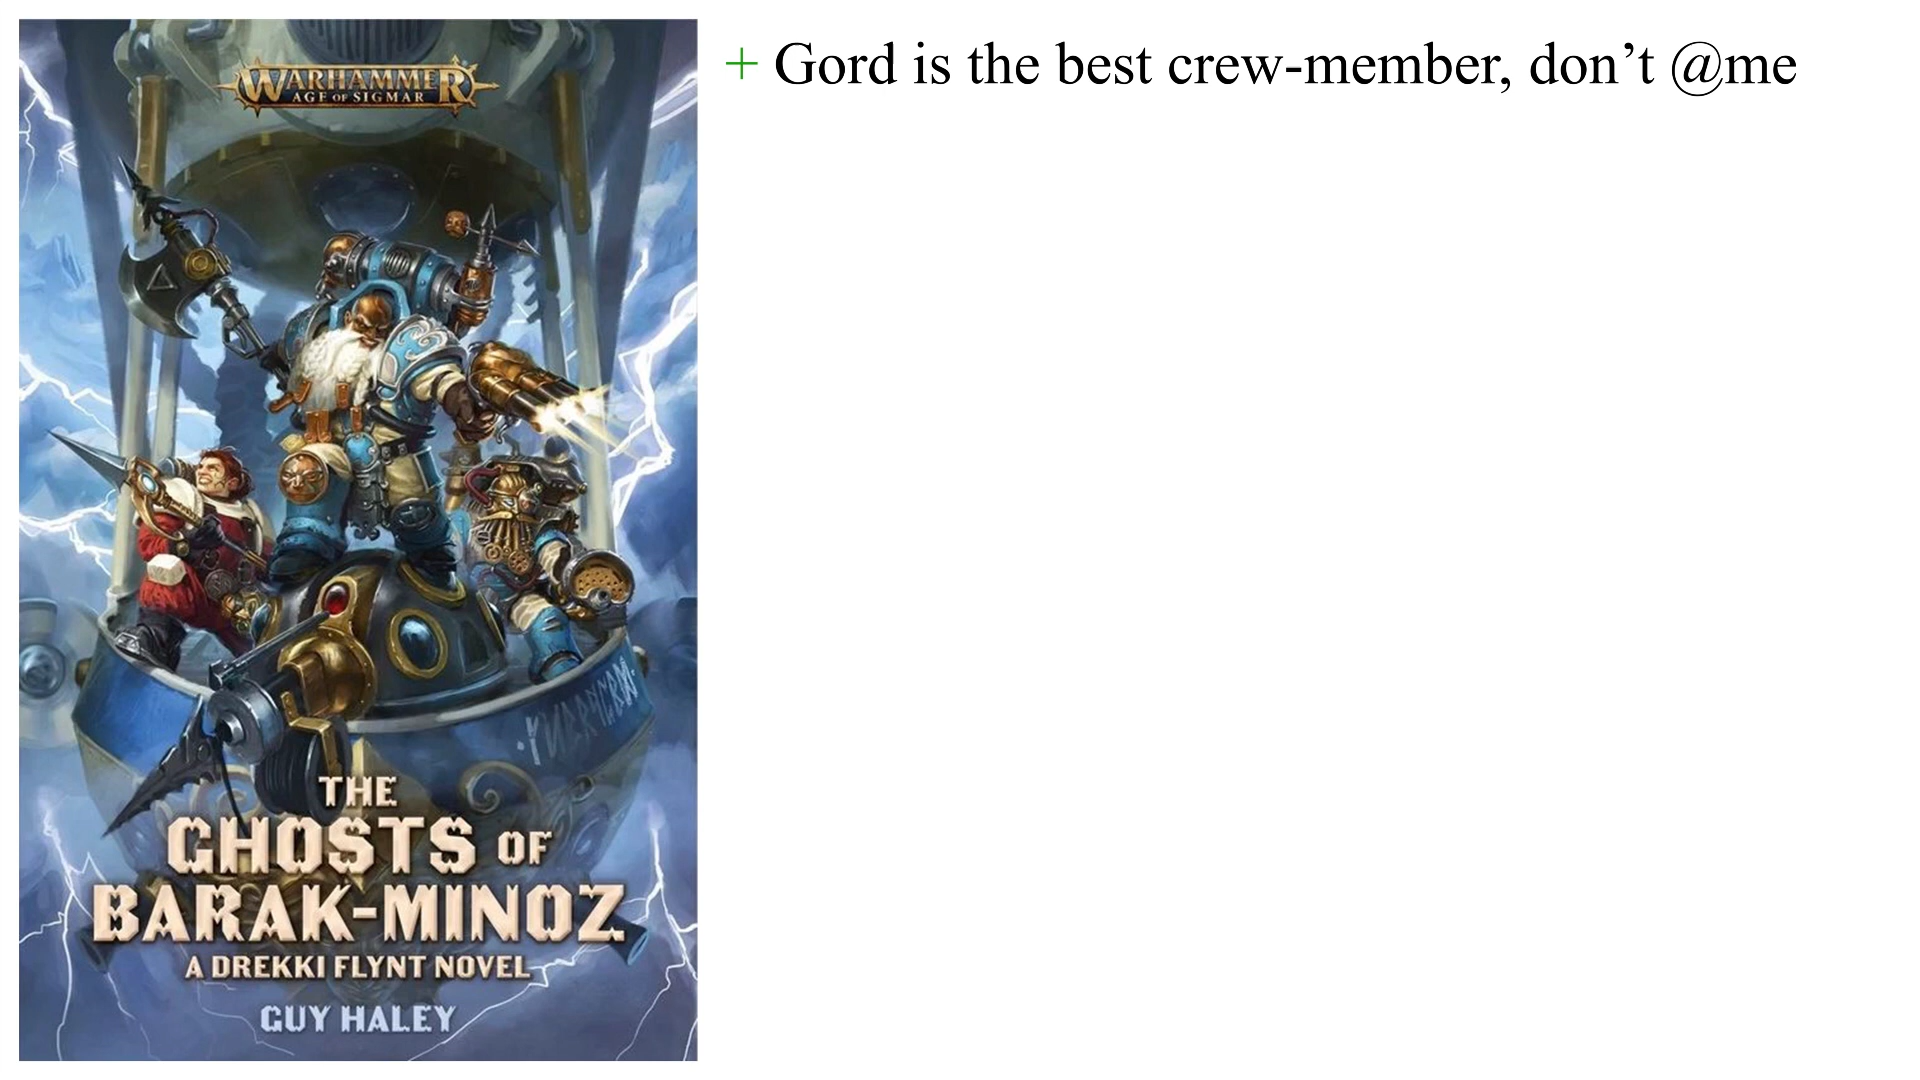 WARHAMMER
AGE OF SIGMAR
+ Gord is the best crew-member, don’t @me
THE
GHOSTS OF
BARAK-MINOZ
A DREKKI FLYNT NOVEL
GUY HALEY